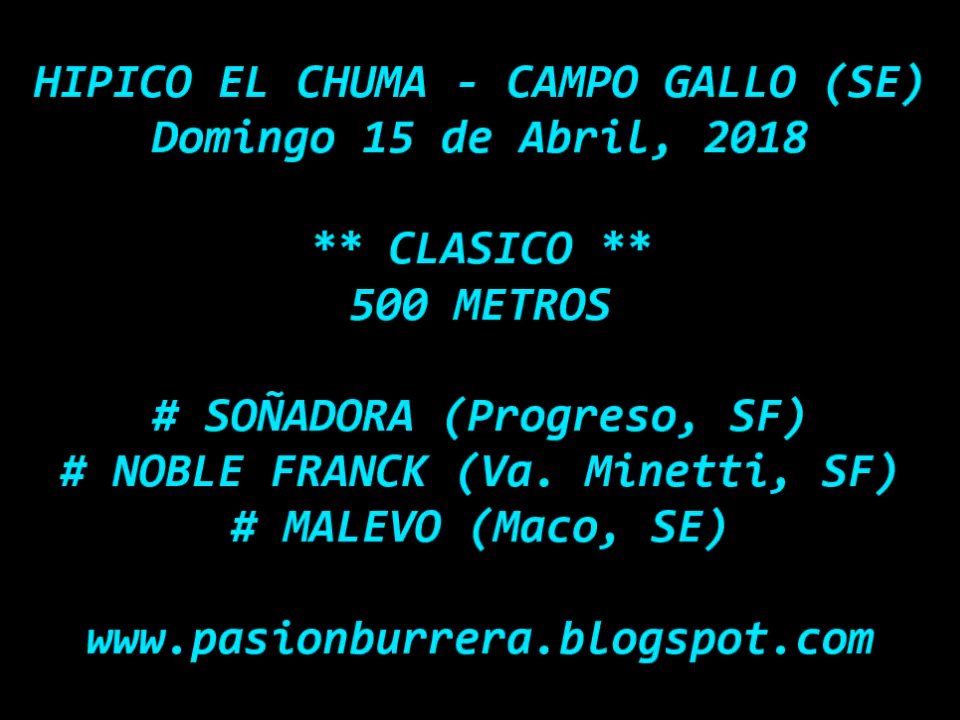 HIPICO EL CHUMA - CAMPO GALLO (SE)
Domingo 15 de Abril, 2018
** CLASICO **
500 METROS
# SOÑADORA (Progreso, SF)
# NOBLE FRANCK (Va. Minetti, SF)
# MALEVO (Maco, SE)
www.pasionburrera.blogspot.com